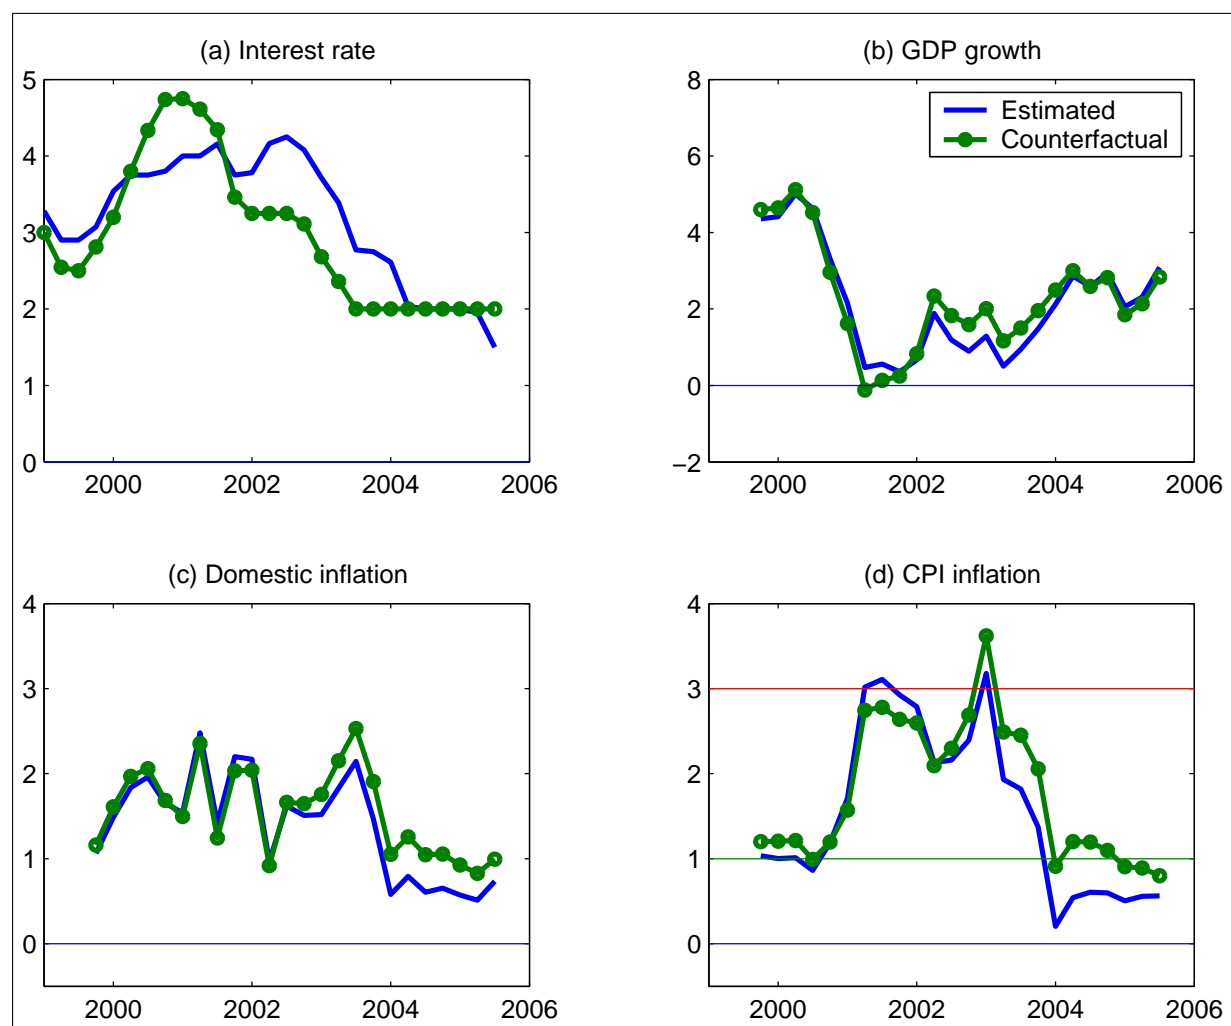 (a) Interest rate
5
4
3
2
1
0
2000 2002 2004 2006
(b) GDP growth
8
6
4
2
0
−2
2000 2002 2004 2006
Estimated
Counterfactual
(c) Domestic inflation
4
3
2
1
0
2000 2002 2004 2006
(d) CPI inflation
4
3
2
1
0
2000 2002 2004 2006